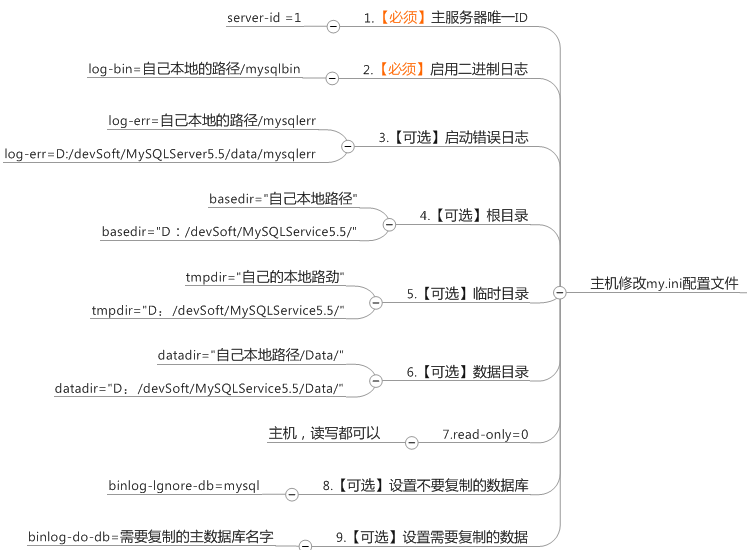 server-id =1
1.【必须】主服务器唯一ID
log-bin=自己本地的路径/mysqlbin
2.【必须】启用二进制日志
log-err=自己本地的路径/mysqlerr
log-err=D:/devSoft/MySQLServer5.5/data/mysqlerr
3.【可选】启动错误日志
basedir="自己本地路径"
basedir="D：/devSoft/MySQLService5.5/"
4.【可选】根目录
tmpdir="自己的本地路劲"
tmpdir="D：/devSoft/MySQLService5.5/"
5.【可选】临时目录
主机修改my.ini配置文件
datadir="自己本地路径/Data/"
datadir="D：/devSoft/MySQLService5.5/Data/"
6.【可选】数据目录
主机，读写都可以
7.read-only=0
binlog-lgnore-db=mysql
8.【可选】设置不要复制的数据库
binlog-do-db=需要复制的主数据库名字
9.【可选】设置需要复制的数据